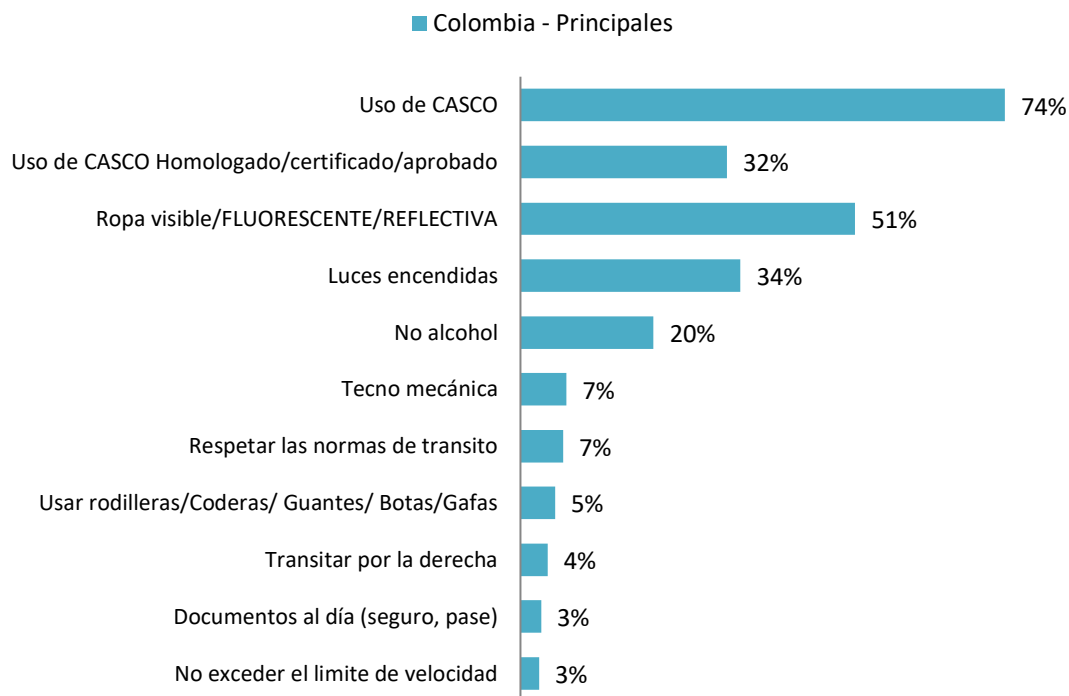 Colombia - Principales
Uso de CASCO 74%
Uso de CASCO Homologado/certificado/aprobado 32%
Ropa visible/FLUORESCENTE/REFLECTIVA 51%
Luces encendidas 34%
No alcohol 20%
Tecno mecánica 7%
Respetar las normas de transito 7%
Usar rodilleras/Coderas/ Guantes/ Botas/Gafas 5%
Transitar por la derecha 4%
Documentos al día (seguro, pase) 3%
No exceder el limite de velocidad 3%